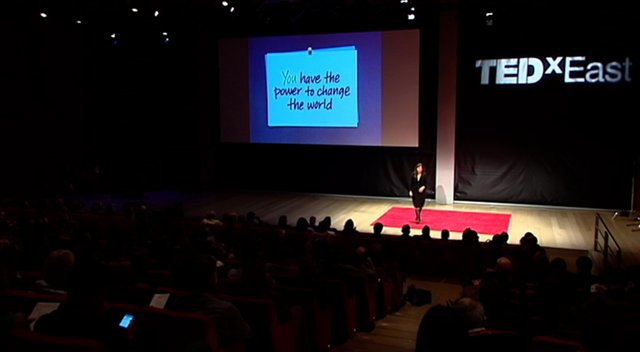 You have the
power to change
the world
TEDxEast